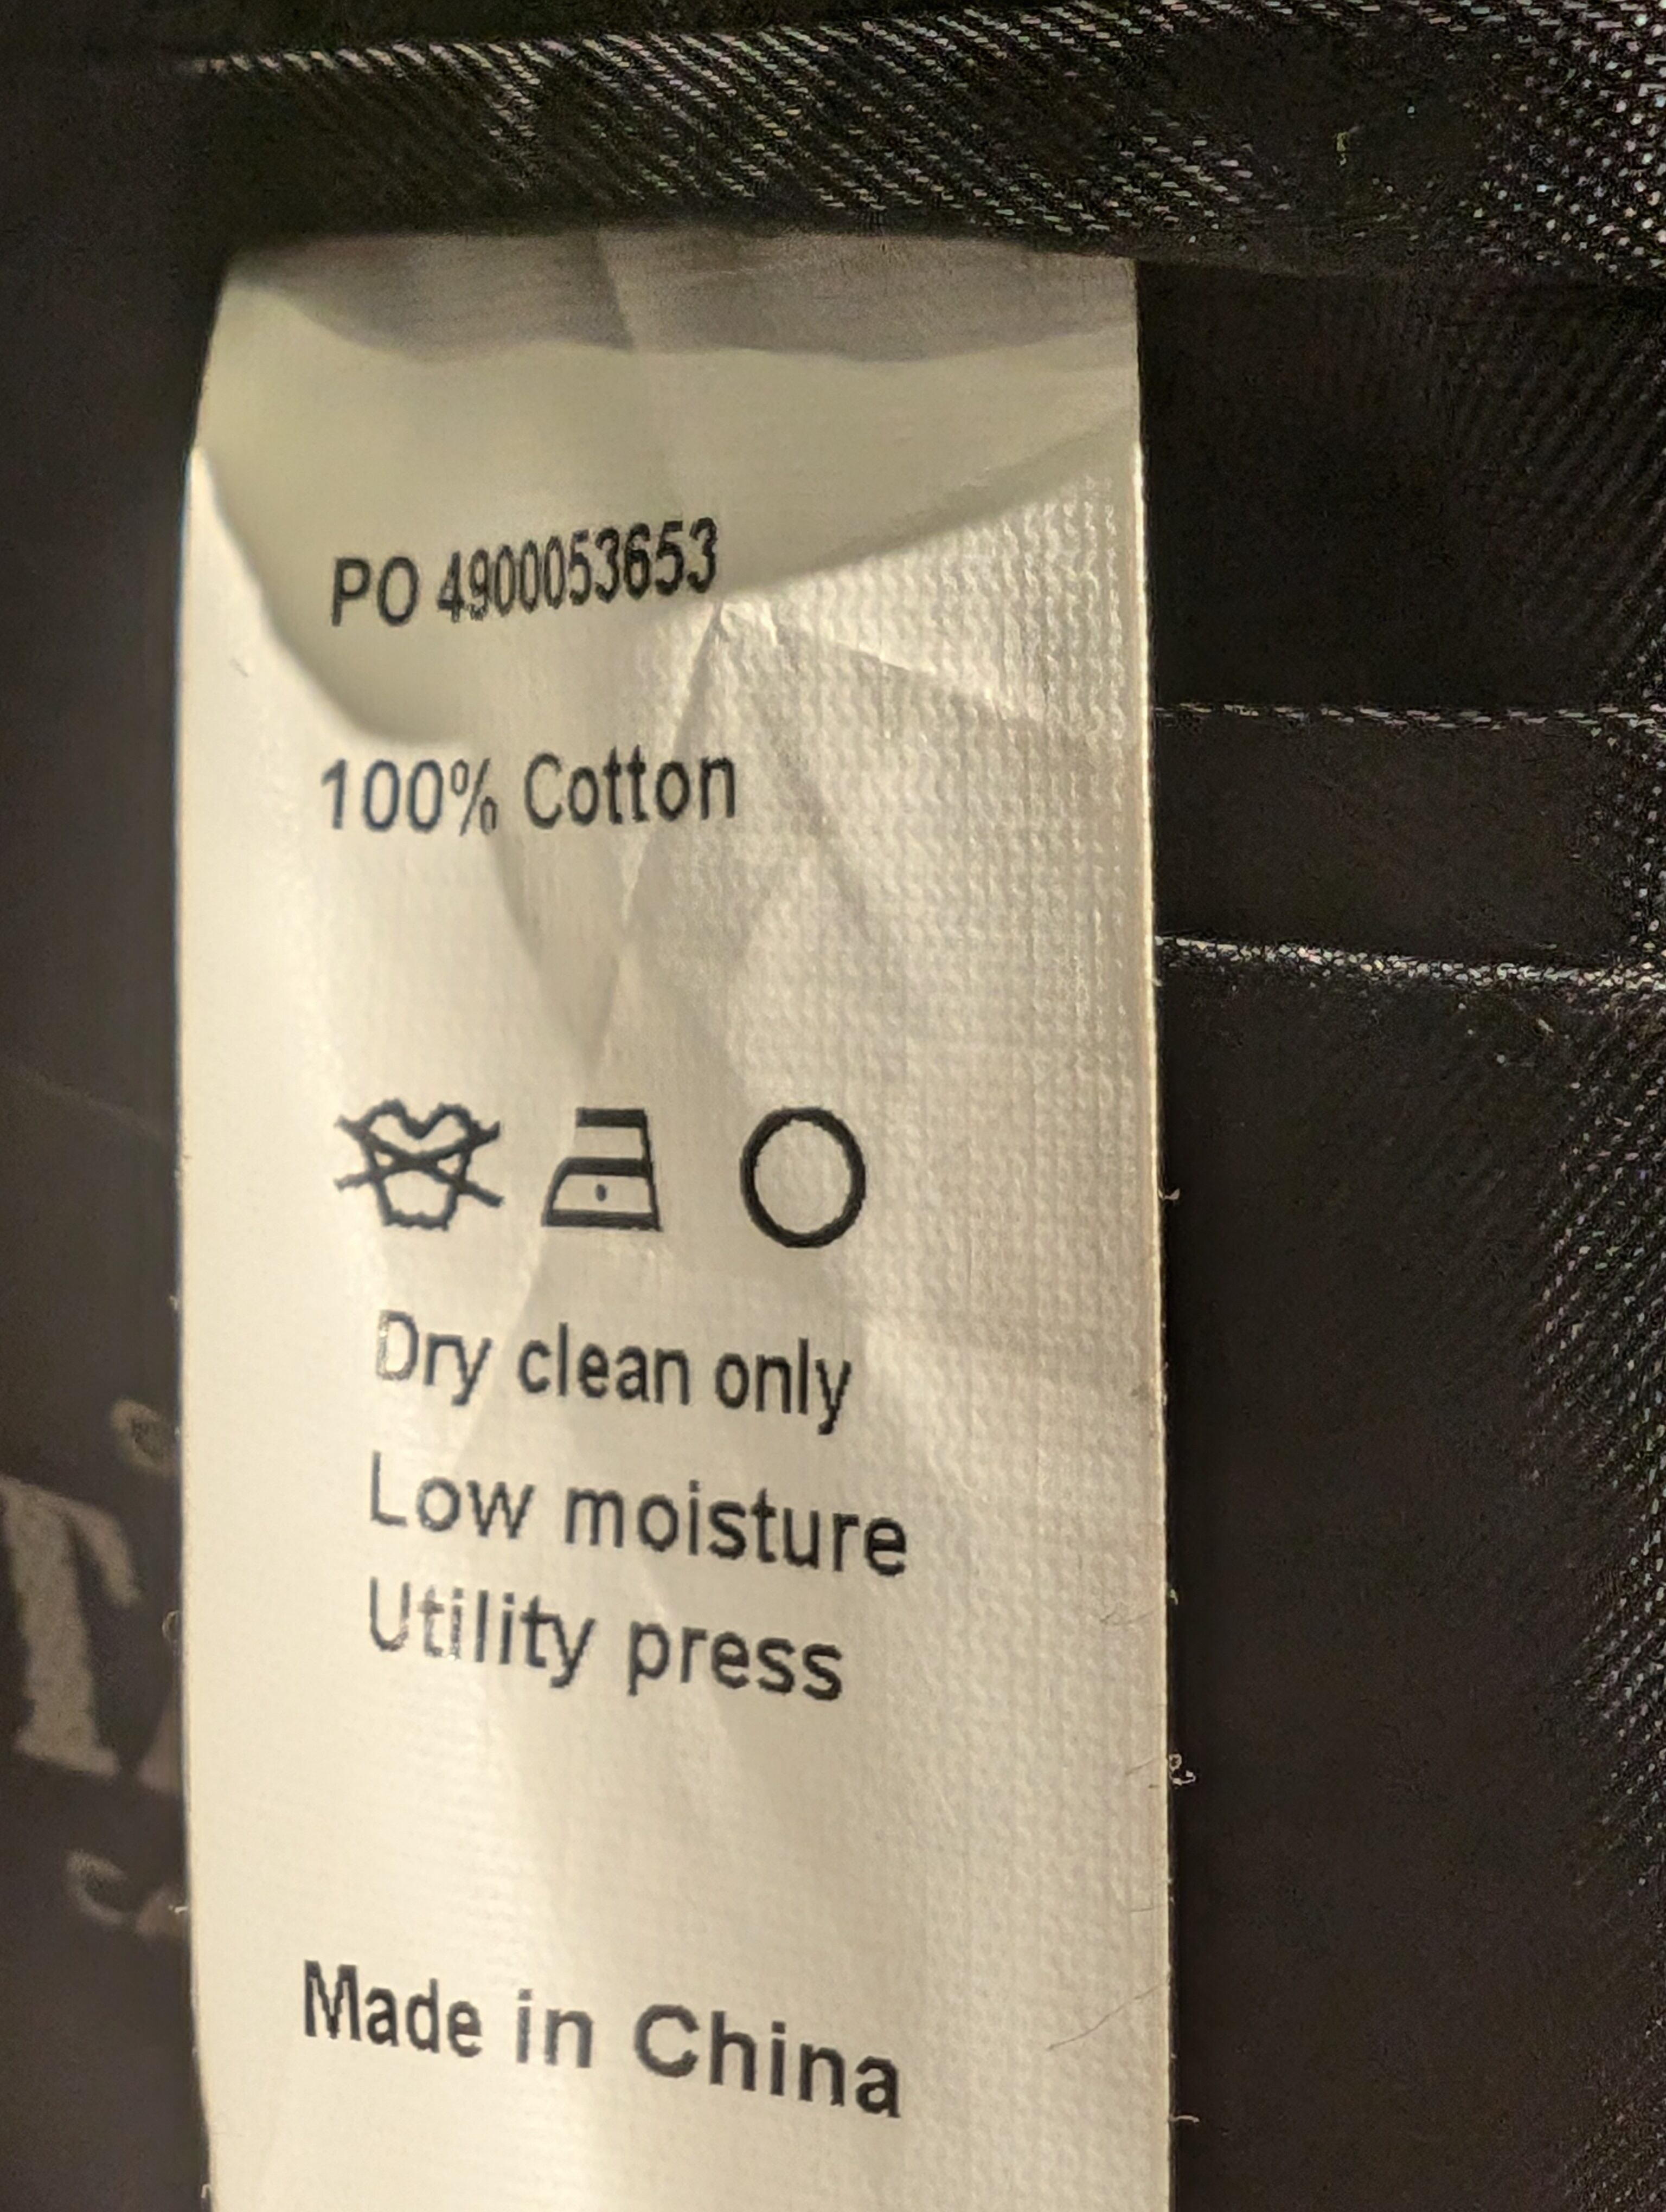 PO 4900053653
100% Cotton
Dry clean only
Low moisture
Utility press
Made in China